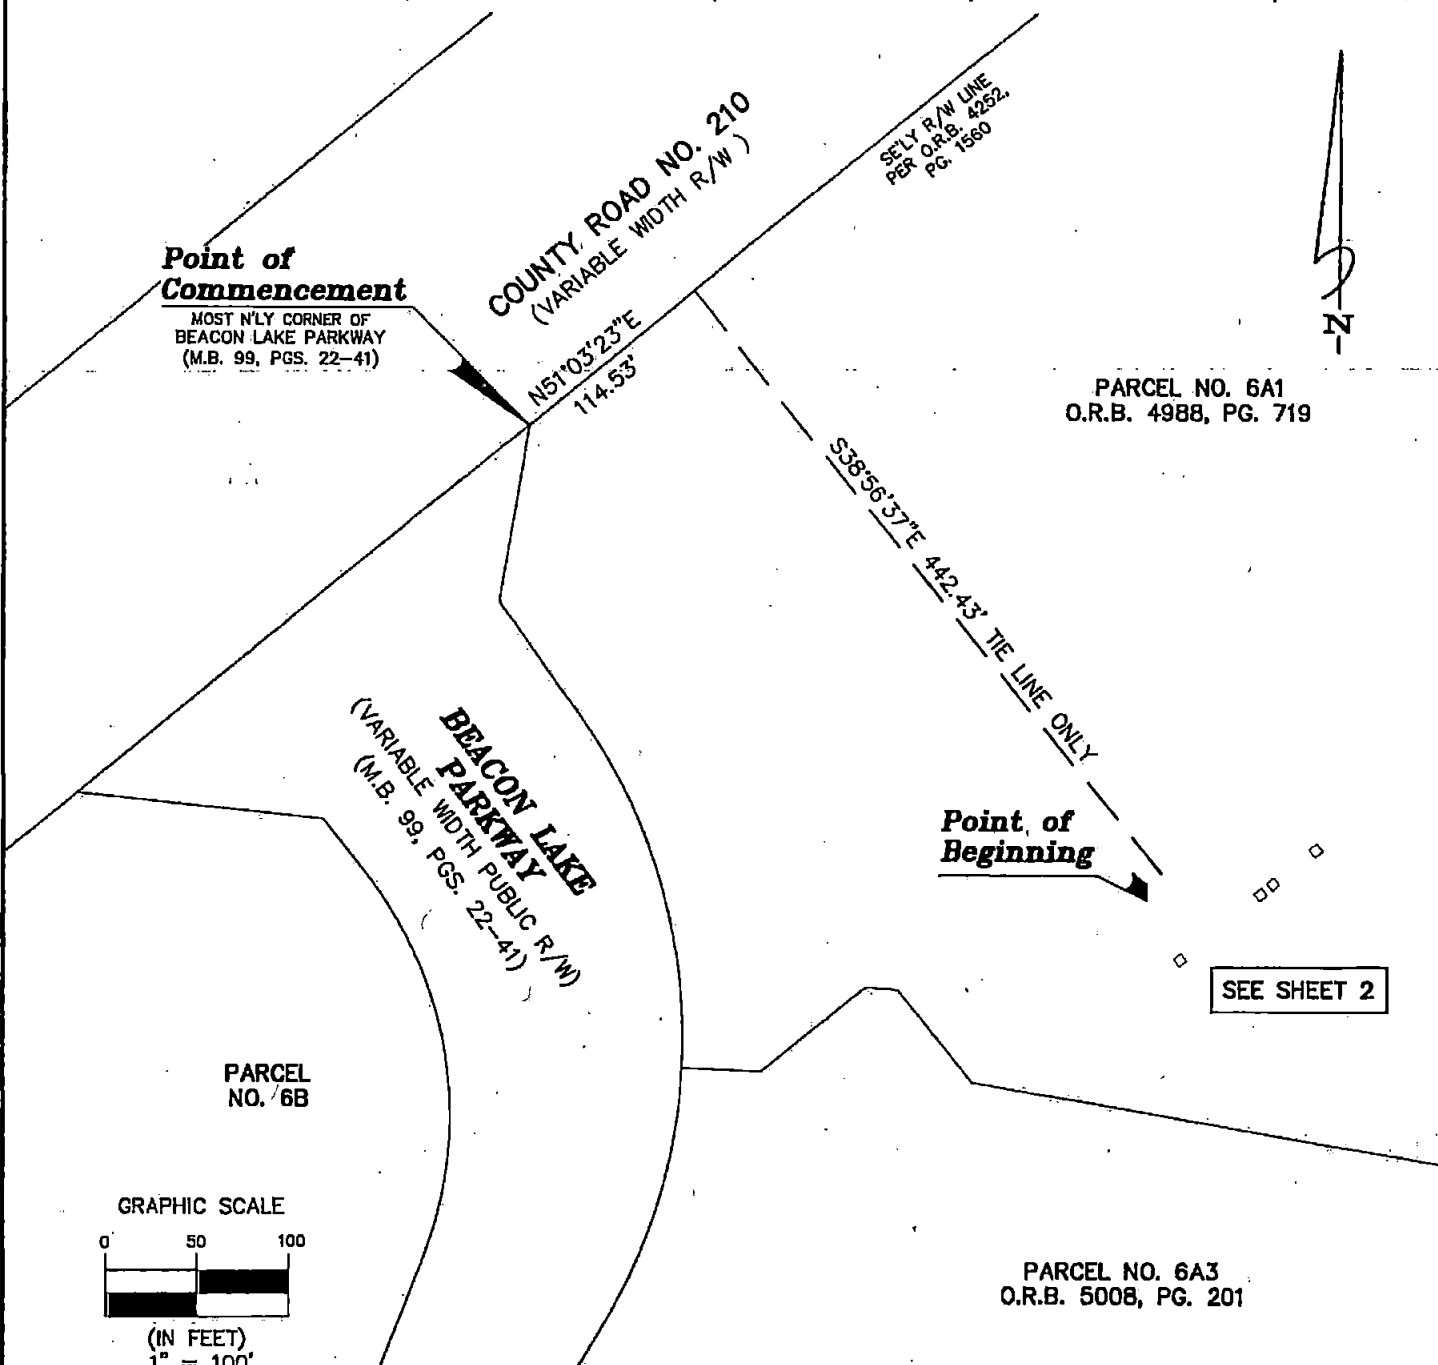 SE'LY R/W LINE
PER O.R.B. 4252,
PG. 1560
COUNTY ROAD NO. 210
(VARIABLE WIDTH R/W )
Point of
Commencement
MOST N'LY CORNER OF
BEACON LAKE PARKWAY
(M.B. 99, PGS. 22-41)
N51°03'23"E
114.53'
N
PARCEL NO. 6A1
O.R.B. 4988, PG. 719
S38°56'37"E 442.43' TIE LINE ONLY
BEACON LAKE
PARKWAY
(VARIABLE WIDTH PUBLIC R/W)
(M.B. 99, PGS. 22-41)
Point of
Beginning
SEE SHEET 2
PARCEL
NO. 6B
GRAPHIC SCALE
0 50 100
(IN FEET)
1" = 100'
PARCEL NO. 6A3
O.R.B. 5008, PG. 201